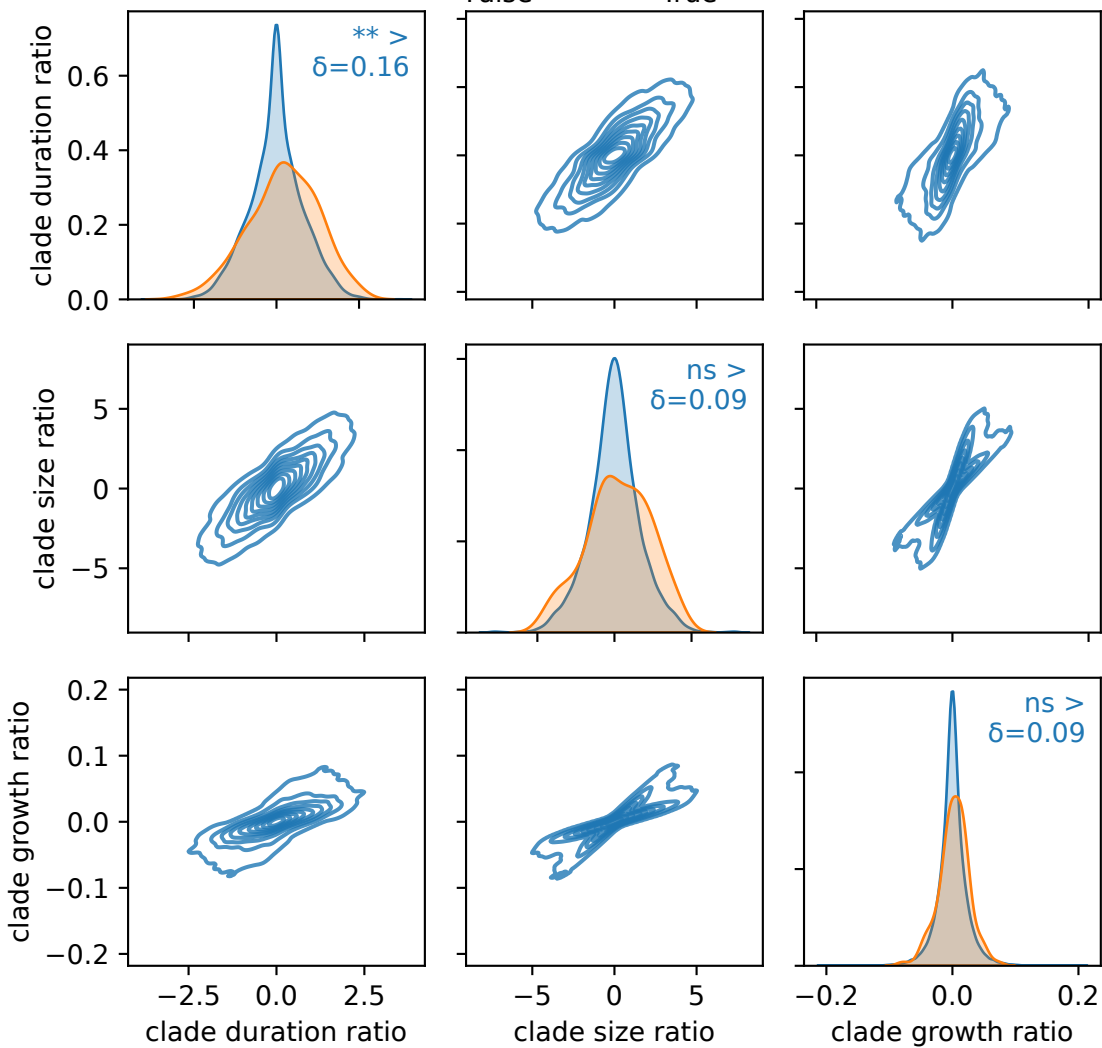 False True
clade duration ratio
0.6
0.4
0.2
0.0
** >
δ=0.16
clade size ratio
5
0
−5
ns >
δ=0.09
clade growth ratio
0.2
0.1
0.0
−0.1
−0.2
ns >
δ=0.09
−2.5 0.0 2.5
−5 0 5
−0.2 0.0 0.2
clade duration ratio
clade size ratio
clade growth ratio